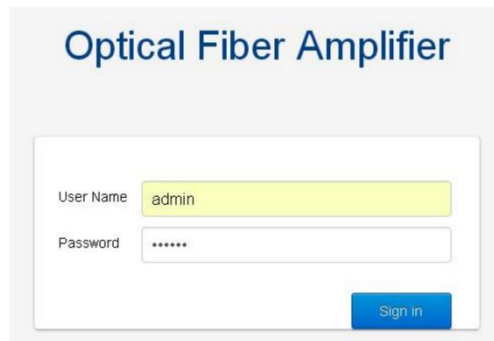 Optical Fiber Amplifier
User Name admin
Password ••••••
Sign in